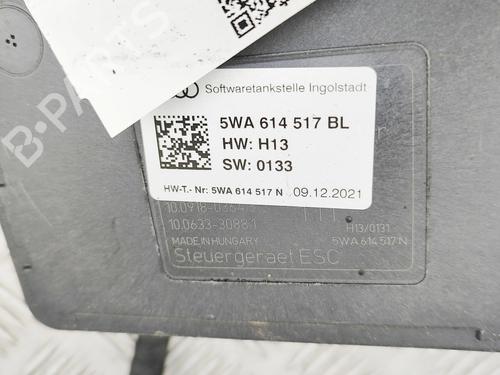 B-PARTS
Softwaretankstelle Ingolstadt
5WA 614 517 BL
HW: H13
SW: 0133
HW-T.- Nr: 5WA 614 517 N 09.12.2021
10.0633-3088.1
H13/0131
MADE IN HUNGARY 5WA 614 517 N
Steuergeraet ESC